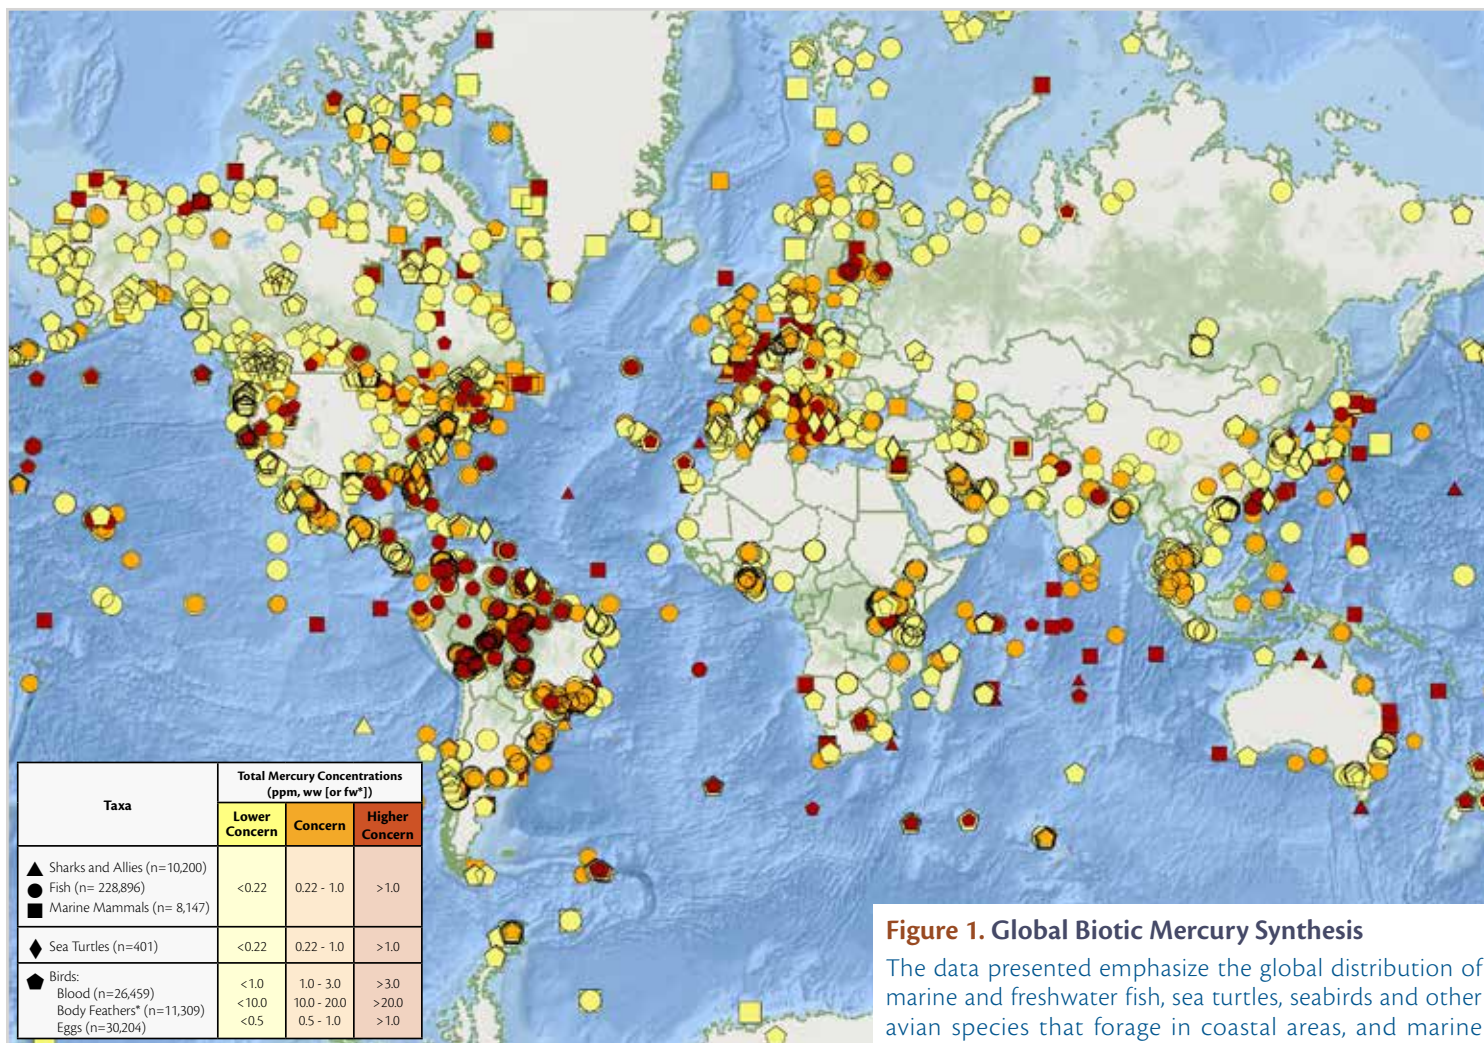 Taxa
Total Mercury Concentrations
(ppm, ww [or fw*])
Lower
Concern
Concern
Higher
Concern
Sharks and Allies (n=10,200)
Fish (n= 228,896)
Marine Mammals (n= 8,147)
<0.22
0.22 - 1.0
>1.0
Sea Turtles (n=401)
<0.22
0.22 - 1.0
>1.0
Birds:
Blood (n=26,459)
Body Feathers* (n=11,309)
Eggs (n=30,204)
<1.0
<10.0
<0.5
1.0 - 3.0
10.0 - 20.0
0.5 - 1.0
>3.0
>20.0
>1.0
Figure 1. Global Biotic Mercury Synthesis
The data presented emphasize the global distribution of
marine and freshwater fish, sea turtles, seabirds and other
avian species that forage in coastal areas, and marine